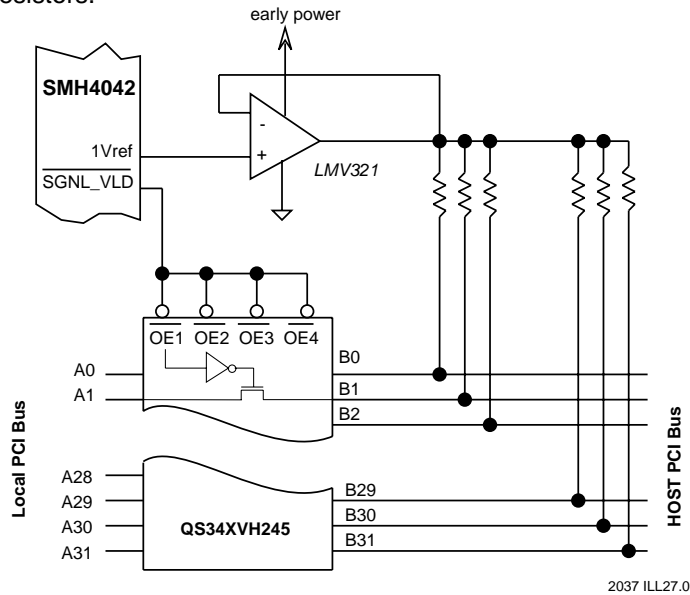 esistors.
early power
SMH4042
-
1Vref
+
LMV321
SGNL_VLD
OE1 OE2 OE3 OE4
A0
B0
A1
B1
B2
Local PCI Bus
HOST PCI Bus
A28
A29
B29
A30
QS34XVH245
B30
A31
B31
2037 ILL27.0